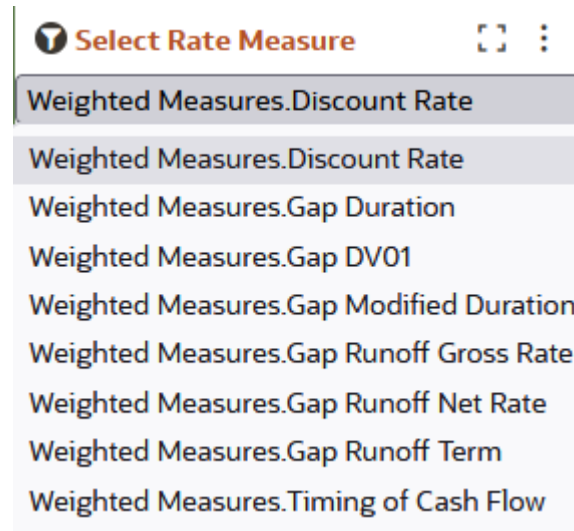 Select Rate Measure
Weighted Measures.Discount Rate
Weighted Measures.Discount Rate
Weighted Measures.Gap Duration
Weighted Measures.Gap DV01
Weighted Measures.Gap Modified Duration
Weighted Measures.Gap Runoff Gross Rate
Weighted Measures.Gap Runoff Net Rate
Weighted Measures.Gap Runoff Term
Weighted Measures.Timing of Cash Flow